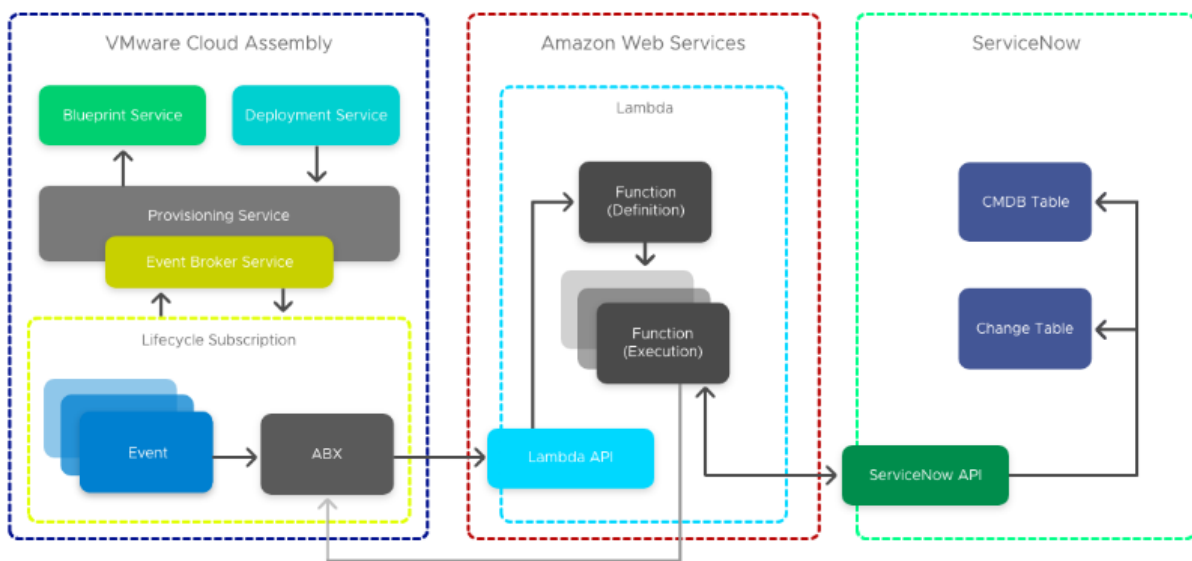 VMware Cloud Assembly
Blueprint Service
Deployment Service
Provisioning Service
Event Broker Service
Lifecycle Subscription
Event
ABX
Amazon Web Services
Lambda
Function
(Definition)
Function
(Execution)
Lambda API
ServiceNow
CMDB Table
Change Table
ServiceNow API